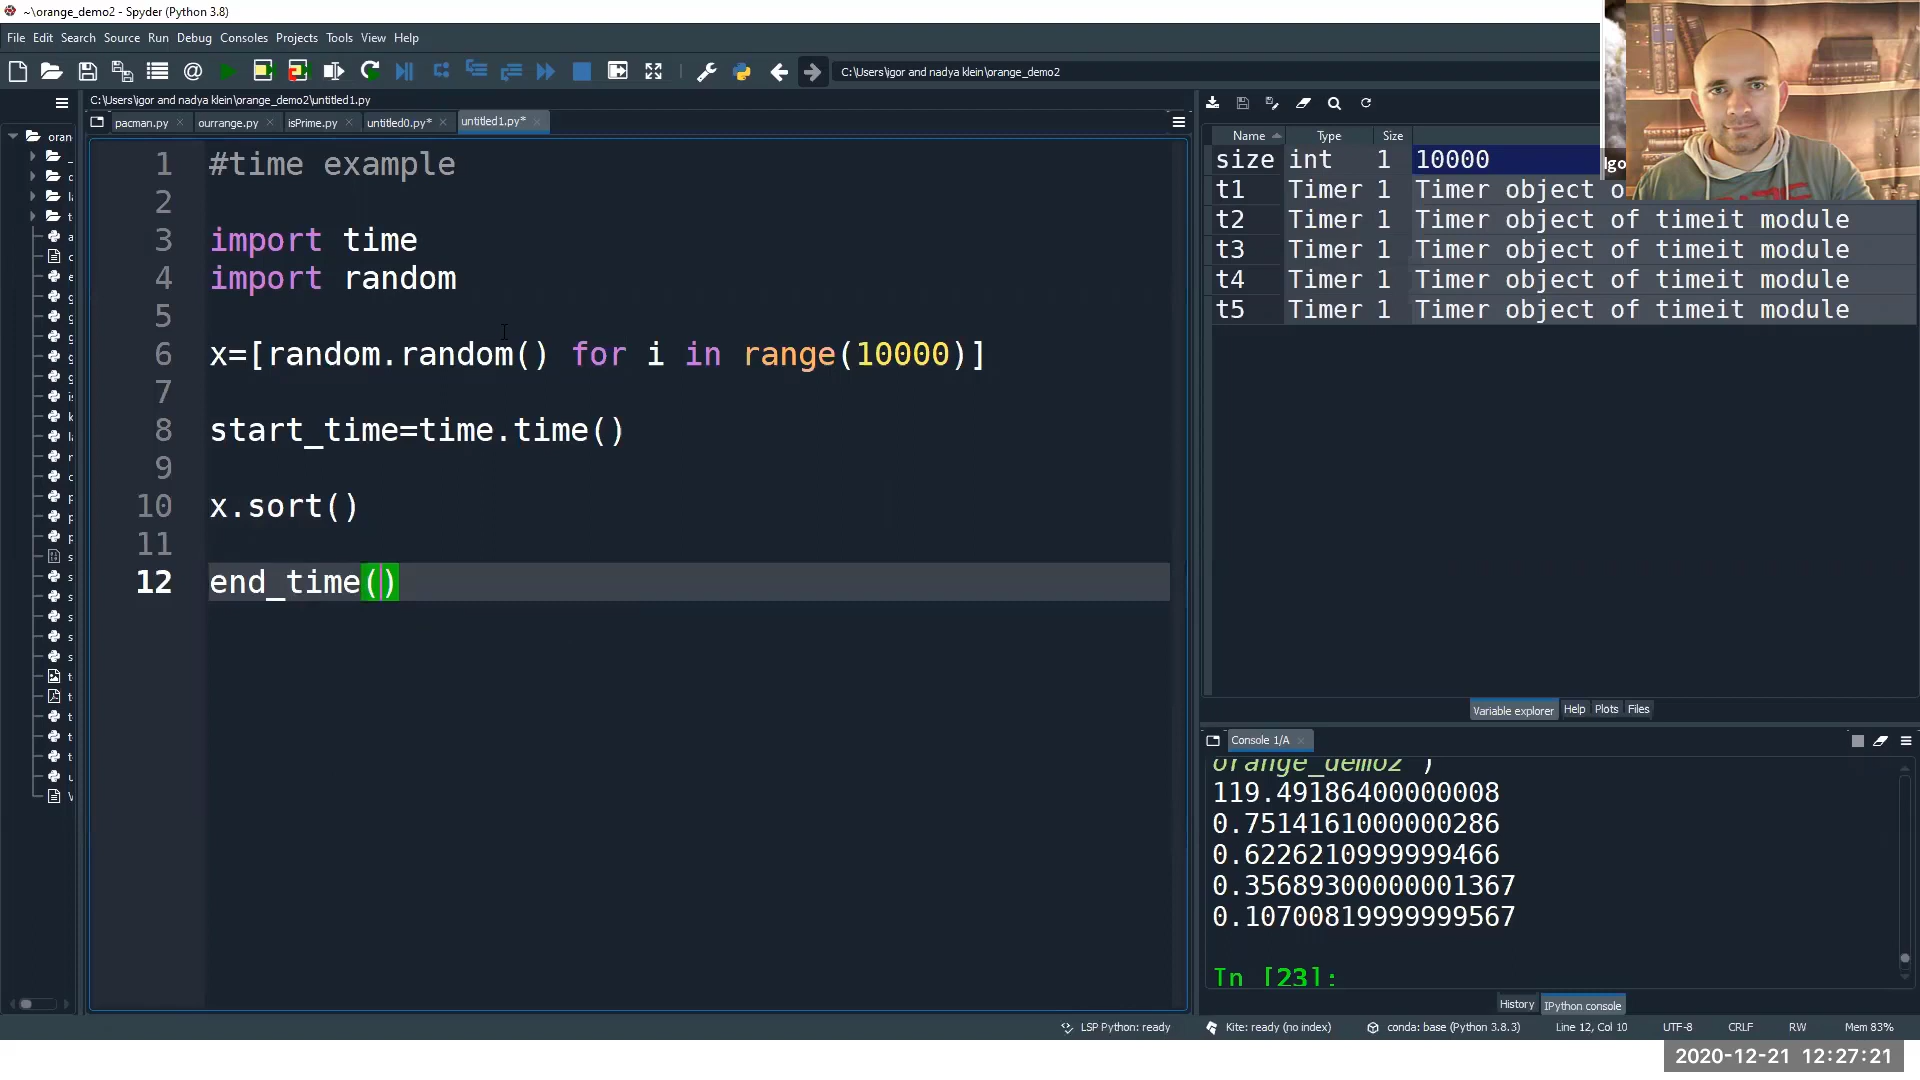 ~\orange_demo2 - Spyder (Python 3.8)
File Edit Search Source Run Debug Consoles Projects Tools View Help
C:\Users\igor and nadya klein\orange_demo2
C:\Users\igor and nadya klein\orange_demo2\untitled1.py
pacman.py ourrange.py isPrime.py untitled0.py* untitled1.py*
oran
1 #time example
2
3 import time
4 import random
5
6 x=[random.random() for i in range(10000)]
7
8 start_time=time.time()
9
10 x.sort()
11
12 end_time()
Name Type Size
size int 1 10000
t1 Timer 1 Timer object o
t2 Timer 1 Timer object of timeit module
t3 Timer 1 Timer object of timeit module
t4 Timer 1 Timer object of timeit module
t5 Timer 1 Timer object of timeit module
Igo
Variable explorer Help Plots Files
Console 1/A
orange_demo2')
119.49186400000008
0.7514161000000286
0.6226210999999466
0.35689300000001367
0.10700819999999567
In [23]:
History IPython console
LSP Python: ready Kite: ready (no index) conda: base (Python 3.8.3) Line 12, Col 10 UTF-8 CRLF RW Mem 83%
2020-12-21 12:27:21